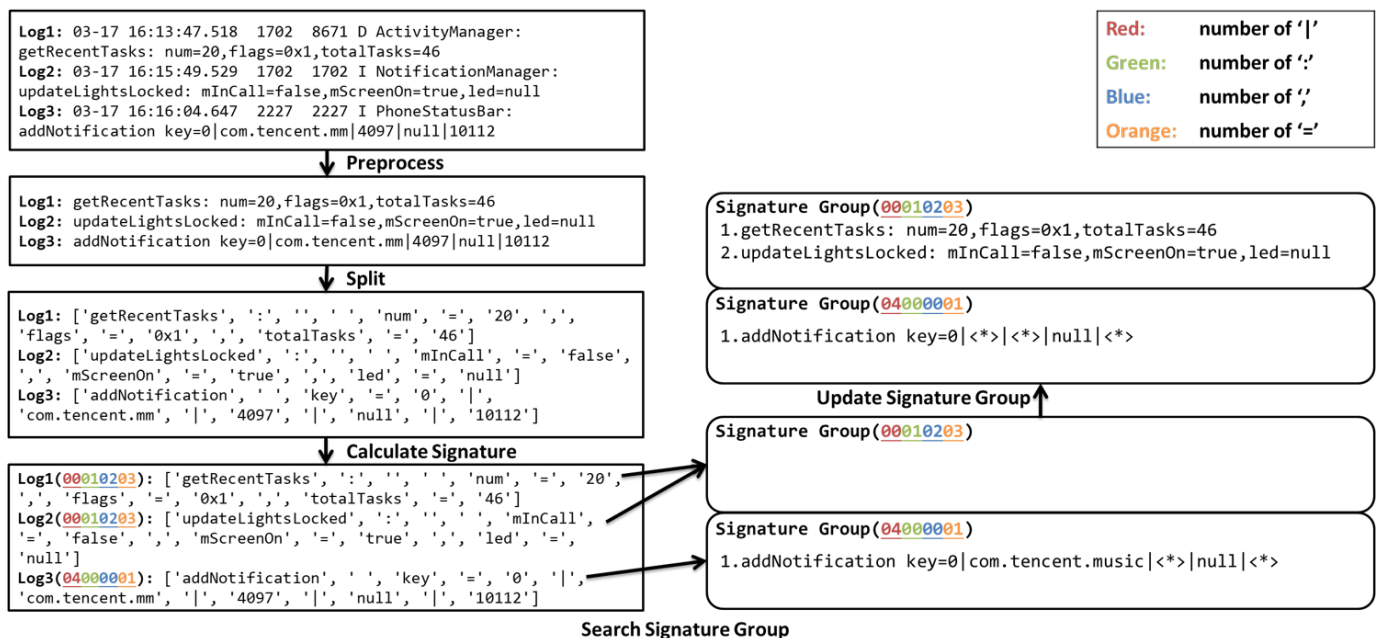 Log1: 03-17 16:13:47.518  1702  8671 D ActivityManager:
getRecentTasks: num=20,flags=0x1,totalTasks=46
Log2: 03-17 16:15:49.529  1702  1702 I NotificationManager:
updateLightsLocked: mInCall=false,mScreenOn=true,led=null
Log3: 03-17 16:16:04.647  2227  2227 I PhoneStatusBar:
addNotification key=0|com.tencent.mm|4097|null|10112
Red: number of ‘|’
Green: number of ‘:’
Blue: number of ‘,’
Orange: number of ‘=’
Preprocess
Log1: getRecentTasks: num=20,flags=0x1,totalTasks=46
Log2: updateLightsLocked: mInCall=false,mScreenOn=true,led=null
Log3: addNotification key=0|com.tencent.mm|4097|null|10112
Split
Log1: ['getRecentTasks', ':', '', ' ', 'num', '=', '20', ',',
'flags', '=', '0x1', ',', 'totalTasks', '=', '46']
Log2: ['updateLightsLocked', ':', '', ' ', 'mInCall', '=', 'false',
',', 'mScreenOn', '=', 'true', ',', 'led', '=', 'null']
Log3: ['addNotification', ' ', 'key', '=', '0', '|',
'com.tencent.mm', '|', '4097', '|', 'null', '|', '10112']
Calculate Signature
Log1(00010203): ['getRecentTasks', ':', '', ' ', 'num', '=', '20',
',', 'flags', '=', '0x1', ',', 'totalTasks', '=', '46']
Log2(00010203): ['updateLightsLocked', ':', '', ' ', 'mInCall',
'=', 'false', ',', 'mScreenOn', '=', 'true', ',', 'led', '=',
'null']
Log3(04000001): ['addNotification', ' ', 'key', '=', '0', '|',
'com.tencent.mm', '|', '4097', '|', 'null', '|', '10112']
Signature Group(00010203)
1.getRecentTasks: num=20,flags=0x1,totalTasks=46
2.updateLightsLocked: mInCall=false,mScreenOn=true,led=null
Signature Group(04000001)
1.addNotification key=0|<*>|<*>|null|<*>
Update Signature Group
Signature Group(00010203)
Signature Group(04000001)
1.addNotification key=0|com.tencent.music|<*>|null|<*>
Search Signature Group